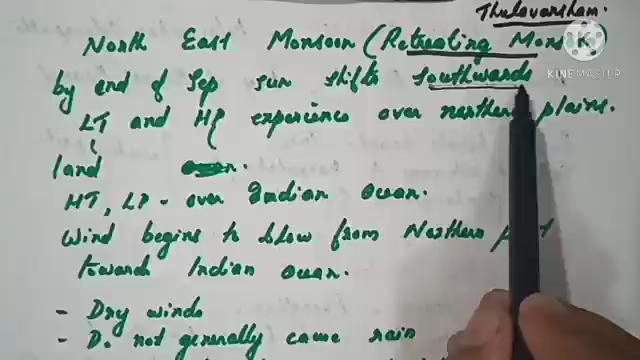 Thulavarsham.
North East Monsoon (Retreating Mons
KINEMASTER
by end of Sep sun shifts Southwards
LT and HP experience over northern plains.
land
HT, LP - over Indian Ocean.
Wind begins to blow from Northern
towards Indian Ocean.
- Dry winds
- Do not generally cause rain